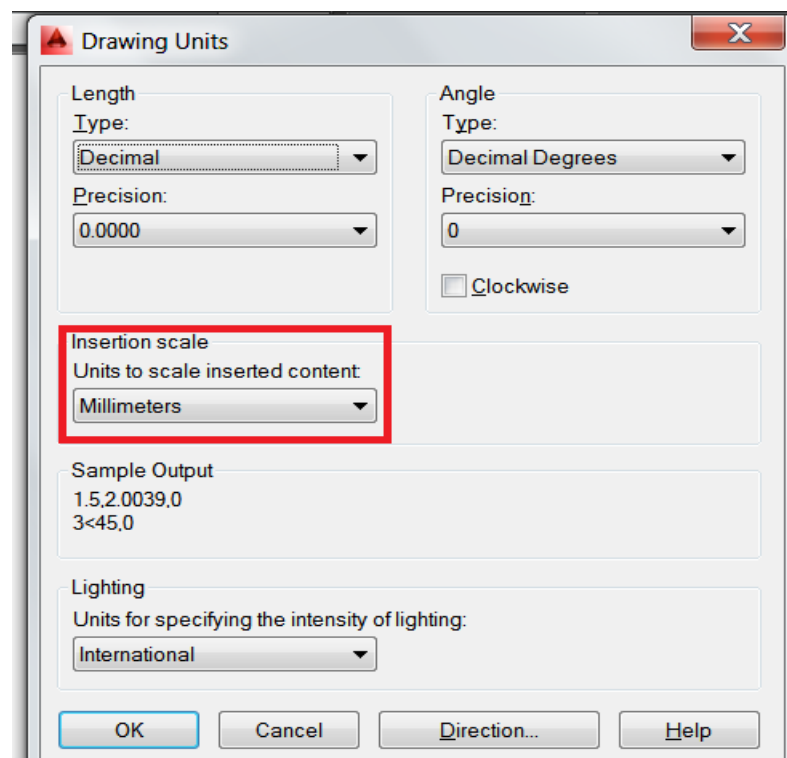 Drawing Units
Length
Type:
Decimal
Precision:
0.0000
Angle
Type:
Decimal Degrees
Precision:
0
Clockwise
Insertion scale
Units to scale inserted content:
Millimeters
Sample Output
1.5,2.0039,0
3<45,0
Lighting
Units for specifying the intensity of lighting:
International
OK
Cancel
Direction...
Help